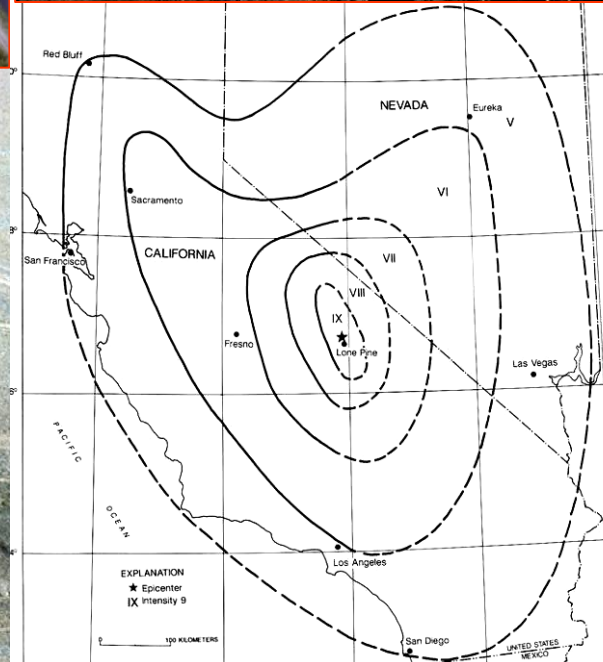 Red Bluff
NEVADA
Eureka
V
VI
Sacramento
CALIFORNIA
VII
San Francisco
VIII
IX
Fresno
Lone Pine
Las Vegas
PACIFIC
OCEAN
EXPLANATION
★ Epicenter
IX Intensity 9
Los Angeles
0 100 KILOMETERS
San Diego
UNITED STATES
MEXICO